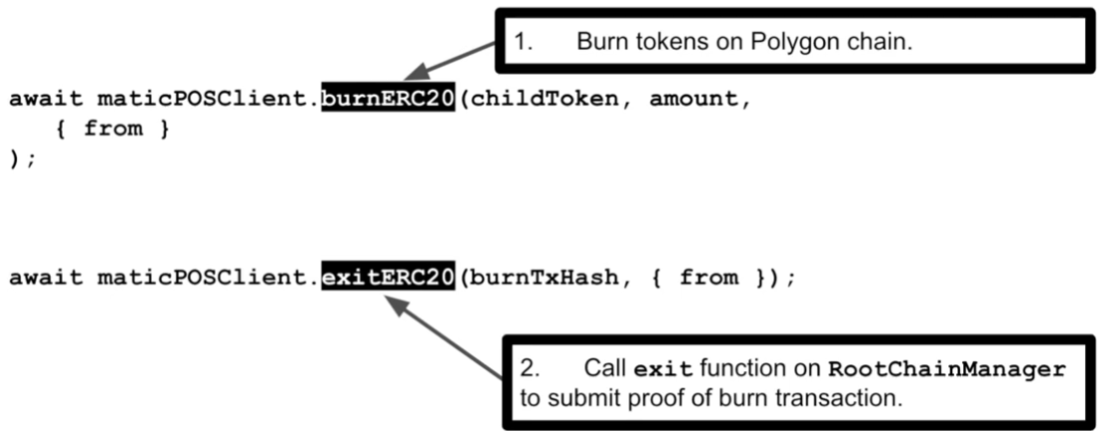 1. Burn tokens on Polygon chain.
await maticPOSClient.burnERC20(childToken, amount,
{ from }
);
await maticPOSClient.exitERC20(burnTxHash, { from });
2. Call exit function on RootChainManager
to submit proof of burn transaction.